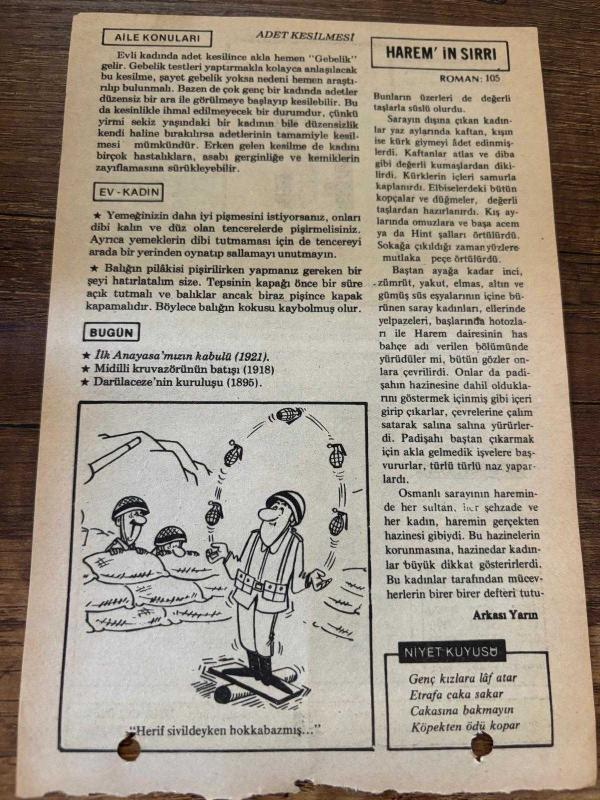 AİLE KONULARI
ADET KESİLMESİ
Evli kadında adet kesilince akla hemen "Gebelik"
gelir. Gebelik testleri yaptırmakla kolayca anlaşılacak
bu kesilme, şayet gebelik yoksa nedeni hemen araştı-
rılıp bulunmalı. Bazen de çok genç bir kadında adetler
düzensiz bir ara ile görülmeye başlayıp kesilebilir. Bu
da kesinlikle ihmal edilmeyecek bir durumdur, çünkü
yirmi sekiz yaşındaki bir kadının bile düzensizlik
kendi haline bırakılırsa adetlerinin tamamiyle kesil-
mesi mümkündür. Erken gelen kesilme de kadını
birçok hastalıklara, asabı gerginliğe ve kemiklerin
zayıflamasına sürükleyebilir.
EV - KADIN
★ Yemeğinizin daha iyi pişmesini istiyorsanız, onları
dibi kalın ve düz olan tencerelerde pişirmelisiniz.
Ayrıca yemeklerin dibi tutmaması için de tencereyi
arada bir yerinden oynatıp sallamayı unutmayın.
★ Balığın pilâkisi pişirilirken yapmanız gereken bir
şeyi hatırlatalım size. Tepsinin kapağı önce bir süre
açık tutmalı ve balıklar ancak biraz pişince kapak
kapamalıdır. Böylece balığın kokusu kaybolmuş olur.
BUGÜN
★ İlk Anayasa'mızın kabulü (1921).
★ Midilli kruvazörünün batışı (1918)
★ Darülaceze'nin kuruluşu (1895).
"Herif sivildeyken hokkabazmış..."
HAREM' İN SIRRI
ROMAN: 105
Bunların üzerleri de değerli
taşlarla süslü olurdu.
Sarayın dışına çıkan kadın-
lar yaz aylarında kaftan, kışın
ise kürk giymeyi âdet edinmiş-
lerdi. Kaftanlar atlas ve diba
gibi değerli kumaşlardan diki-
lirdi. Kürklerin içleri samurla
kaplanırdı. Elbiselerdeki bütün
kopçalar ve düğmeler, değerli
taşlardan hazırlanırdı. Kış ay-
larında omuzlara ve başa acem
ya da Hint şalları örtülürdü.
Sokağa çıkıldığı zaman yüzlere
mutlaka peçe örtülürdü.
Baştan ayağa kadar inci,
zümrüt, yakut, elmas, altın ve
gümüş süs eşyalarının içine bü-
rünen saray kadınları, ellerinde
yelpazeleri, başlarında hotozla-
rı ile Harem dairesinin has
bahçe adı verilen bölümünde
yürüdüler mi, bütün gözler on-
lara çevrilirdi. Onlar da padi-
şahın hazinesine dahil oldukla-
rını göstermek içinmiş gibi içeri
girip çıkarlar, çevrelerine çalım
satarak salına salına yürürler-
di. Padişahı baştan çıkarmak
için akla gelmedik işvelere baş-
vururlar, türlü türlü naz yapar-
lardı.
Osmanlı sarayının haremin-
de her sultan, her şehzade ve
her kadın, haremin gerçekten
hazinesi gibiydi. Bu hazinelerin
korunmasına, hazinedar kadın-
lar büyük dikkat gösterirlerdi.
Bu kadınlar tarafından mücev-
herlerin birer birer defteri tutu-
Arkası Yarın
NİYET KUYUSU
Genç kızlara lâf atar
Etrafa caka sakar
Cakasına bakmayın
Köpekten ödü kopar